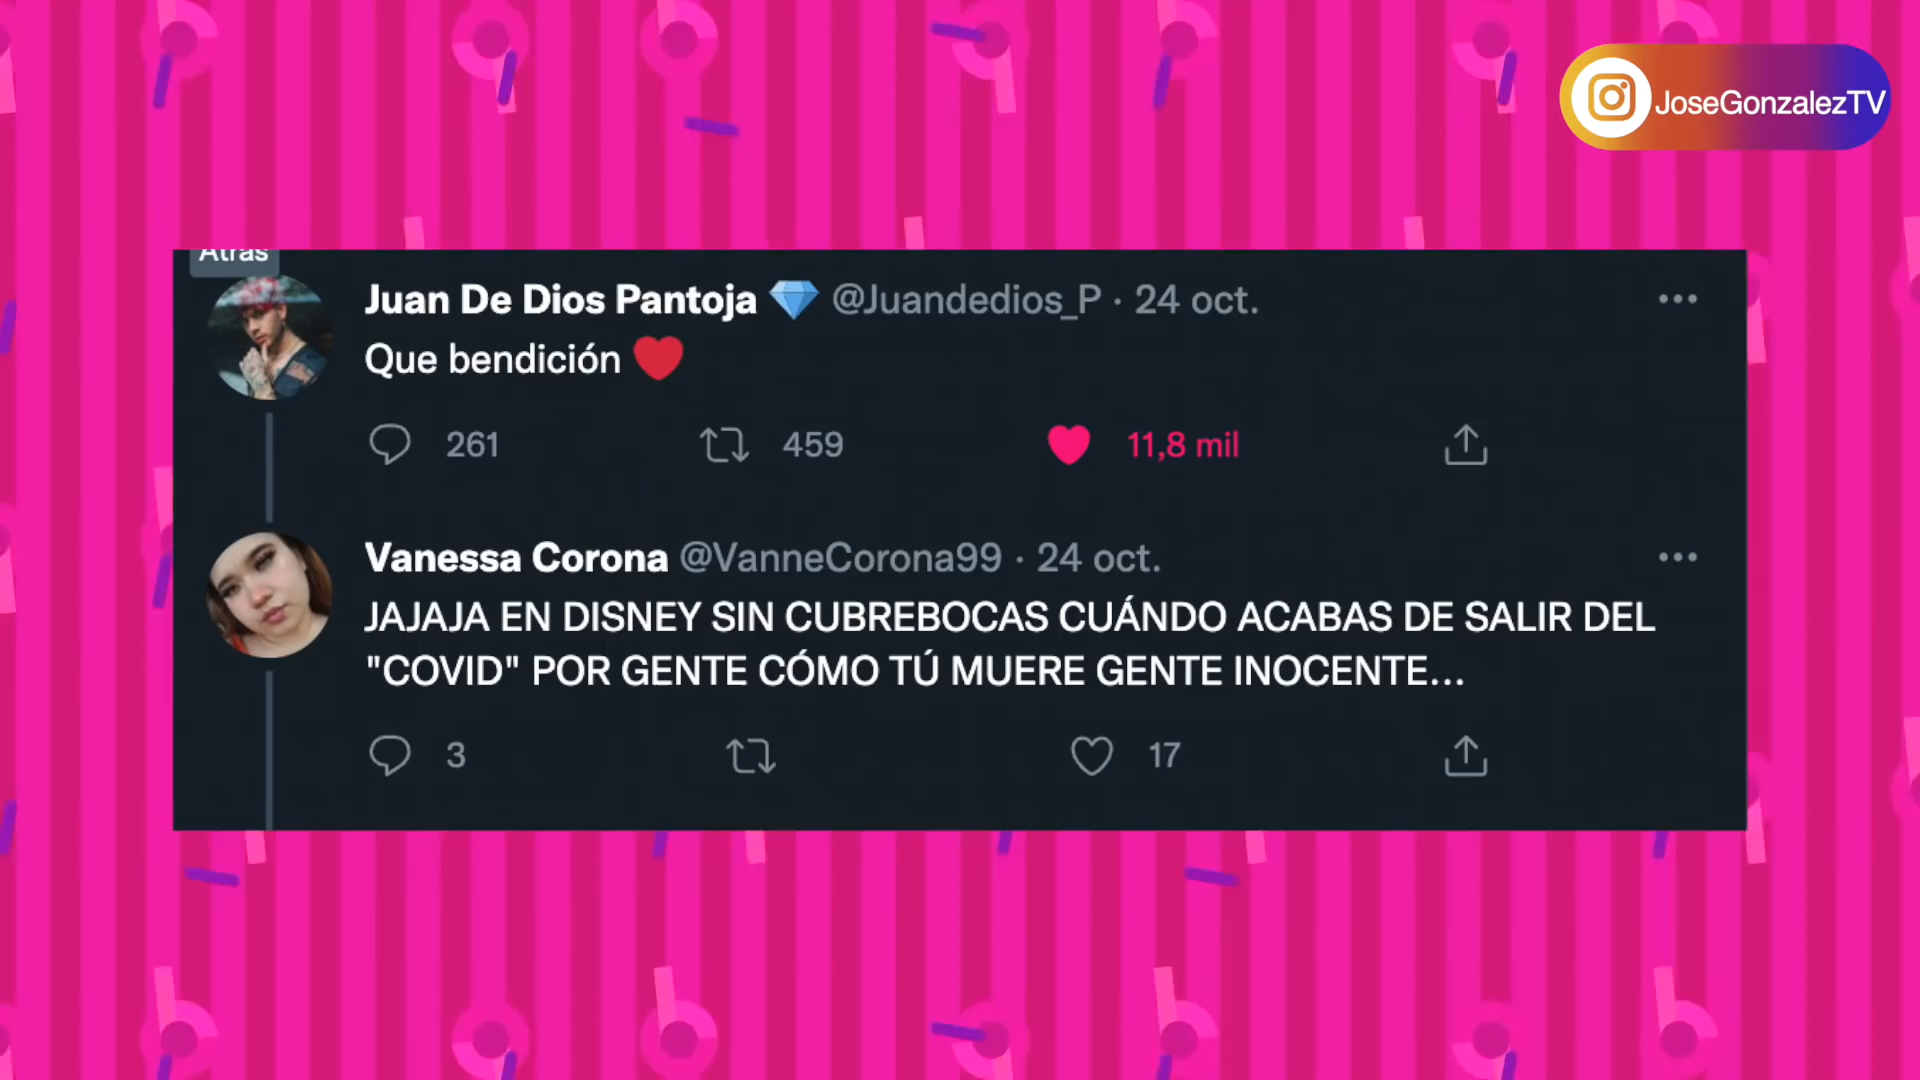 JoseGonzalezTV
Atrás
Juan De Dios Pantoja 💎 @Juandedios_P · 24 oct.
Que bendición ❤️
261 459 11,8 mil
Vanessa Corona @VanneCorona99 · 24 oct.
JAJAJA EN DISNEY SIN CUBREBOCAS CUÁNDO ACABAS DE SALIR DEL
"COVID" POR GENTE CÓMO TÚ MUERE GENTE INOCENTE...
3 17